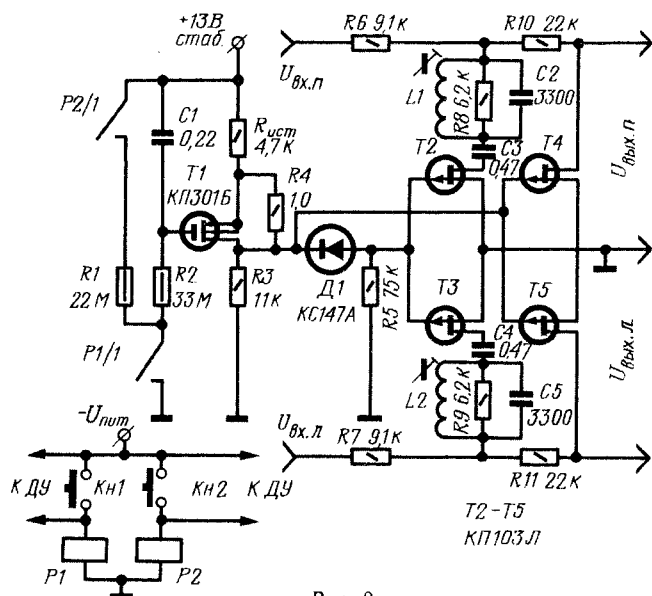 +13В
стаб.
P2/1
C1
0,22
Rист
4,7к
T1
КП301Б
R4
1,0
R1
22М
R2
33М
P1/1
R3
11к
Д1
КС147А
R5 75к
R6 9,1к
R10 22к
Uвх.п
L1
R8 6,2к
C2
3300
C3
0,47
T2
T4
Uвых.п
T3
T5
C4
0,47
L2
R9 6,2к
C5
3300
Uвых.л
Uвх.л
R7 9,1к
R11 22к
T2-T5
КП103Л
-Uпит
К ДУ
Кн1
Кн2
К ДУ
P1
P2